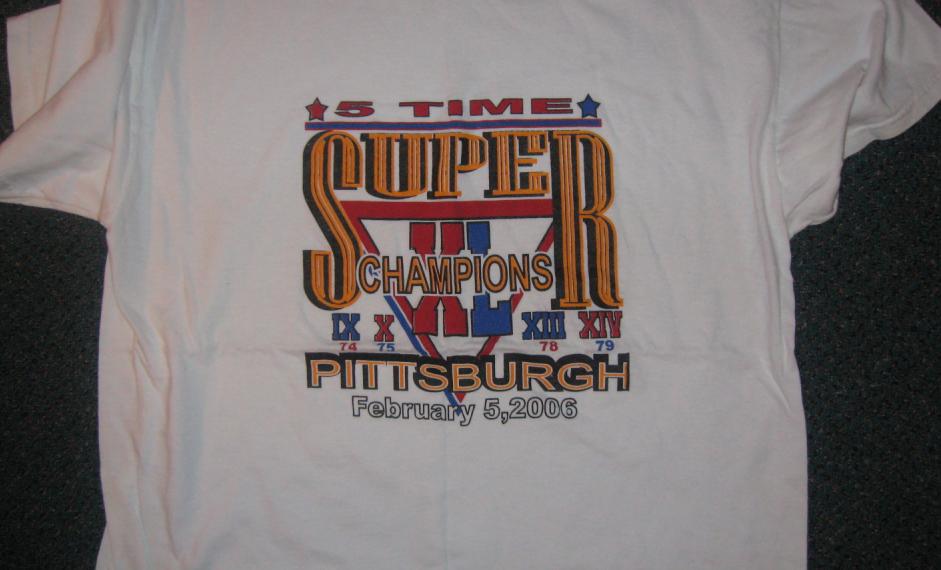 5 TIME
SUPER
XL
CHAMPIONS
IX X XIII XIV
74 75 78 79
PITTSBURGH
February 5,2006